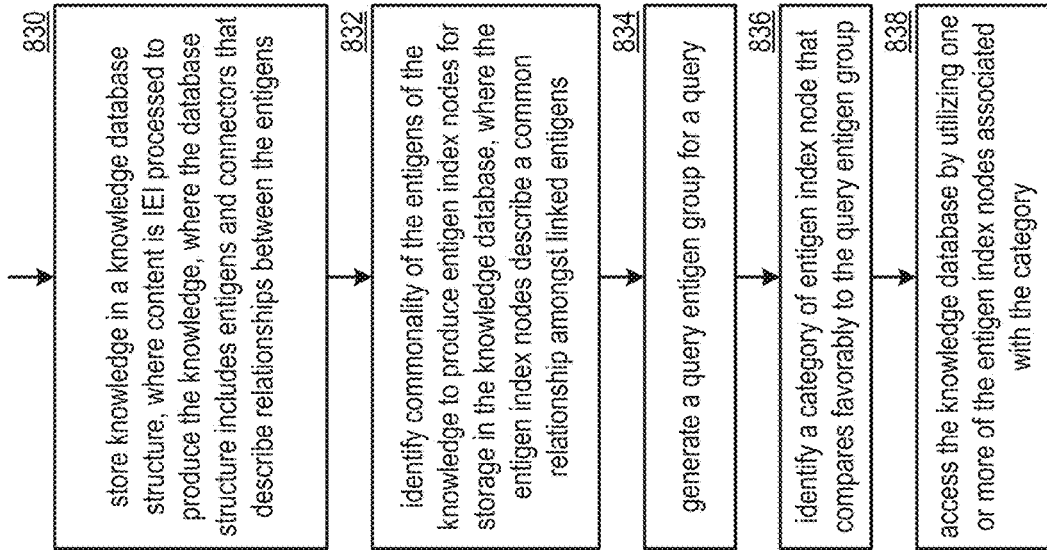 830
store knowledge in a knowledge database
structure, where content is IEI processed to
produce the knowledge, where the database
structure includes entigens and connectors that
describe relationships between the entigens
832
identify commonality of the entigens of the
knowledge to produce entigen index nodes for
storage in the knowledge database, where the
entigen index nodes describe a common
relationship amongst linked entigens
834
generate a query entigen group for a query
836
identify a category of entigen index node that
compares favorably to the query entigen group
838
access the knowledge database by utilizing one
or more of the entigen index nodes associated
with the category